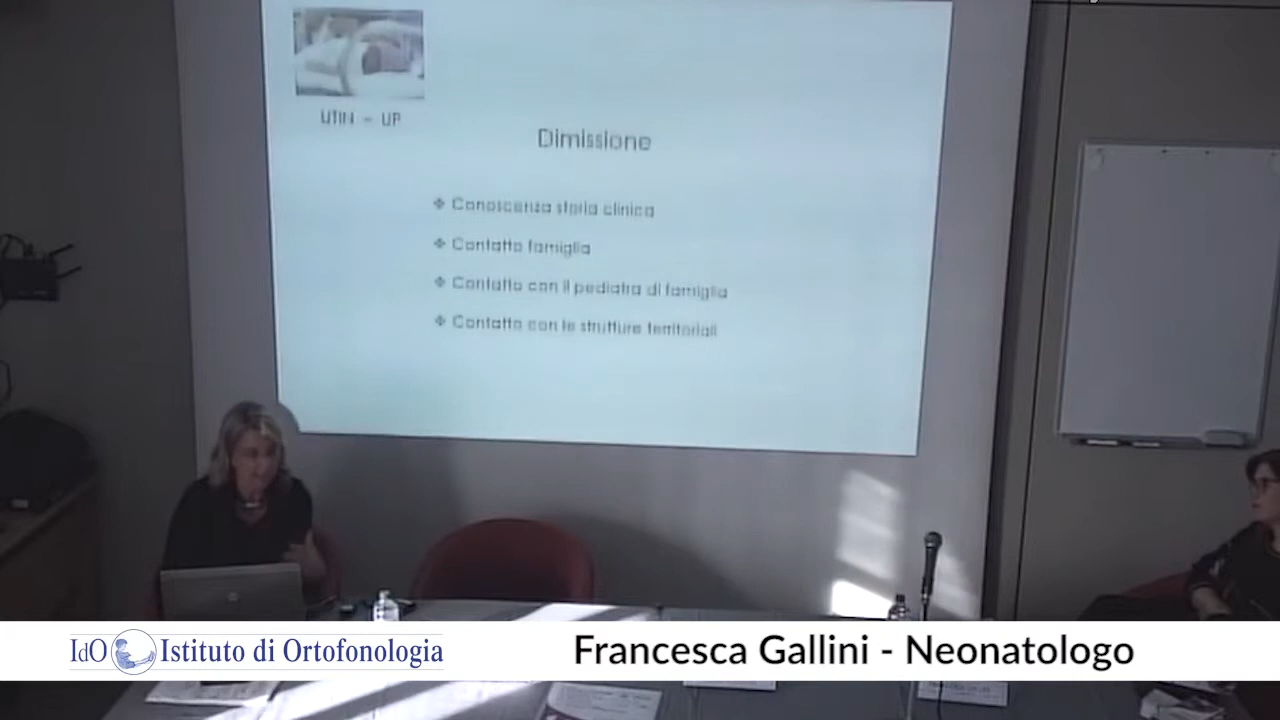 UTIN - UP
Dimissione
❖ Conoscenza storia clinica
❖ Contatto famiglia
❖ Contatto con il pediatra di famiglia
❖ Contatto con le strutture territoriali
IdO Istituto di Ortofonologia
Francesca Gallini - Neonatologo